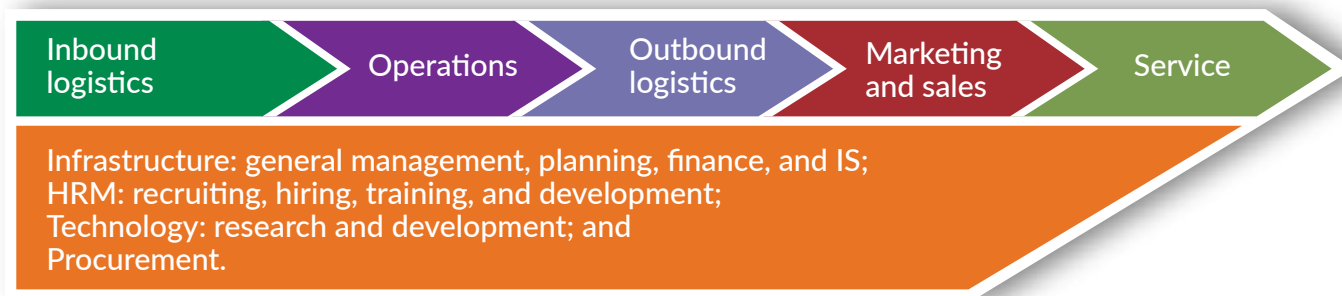 Inbound
logistics
Operations
Outbound
logistics
Marketing
and sales
Service
Infrastructure: general management, planning, finance, and IS;
HRM: recruiting, hiring, training, and development;
Technology: research and development; and
Procurement.